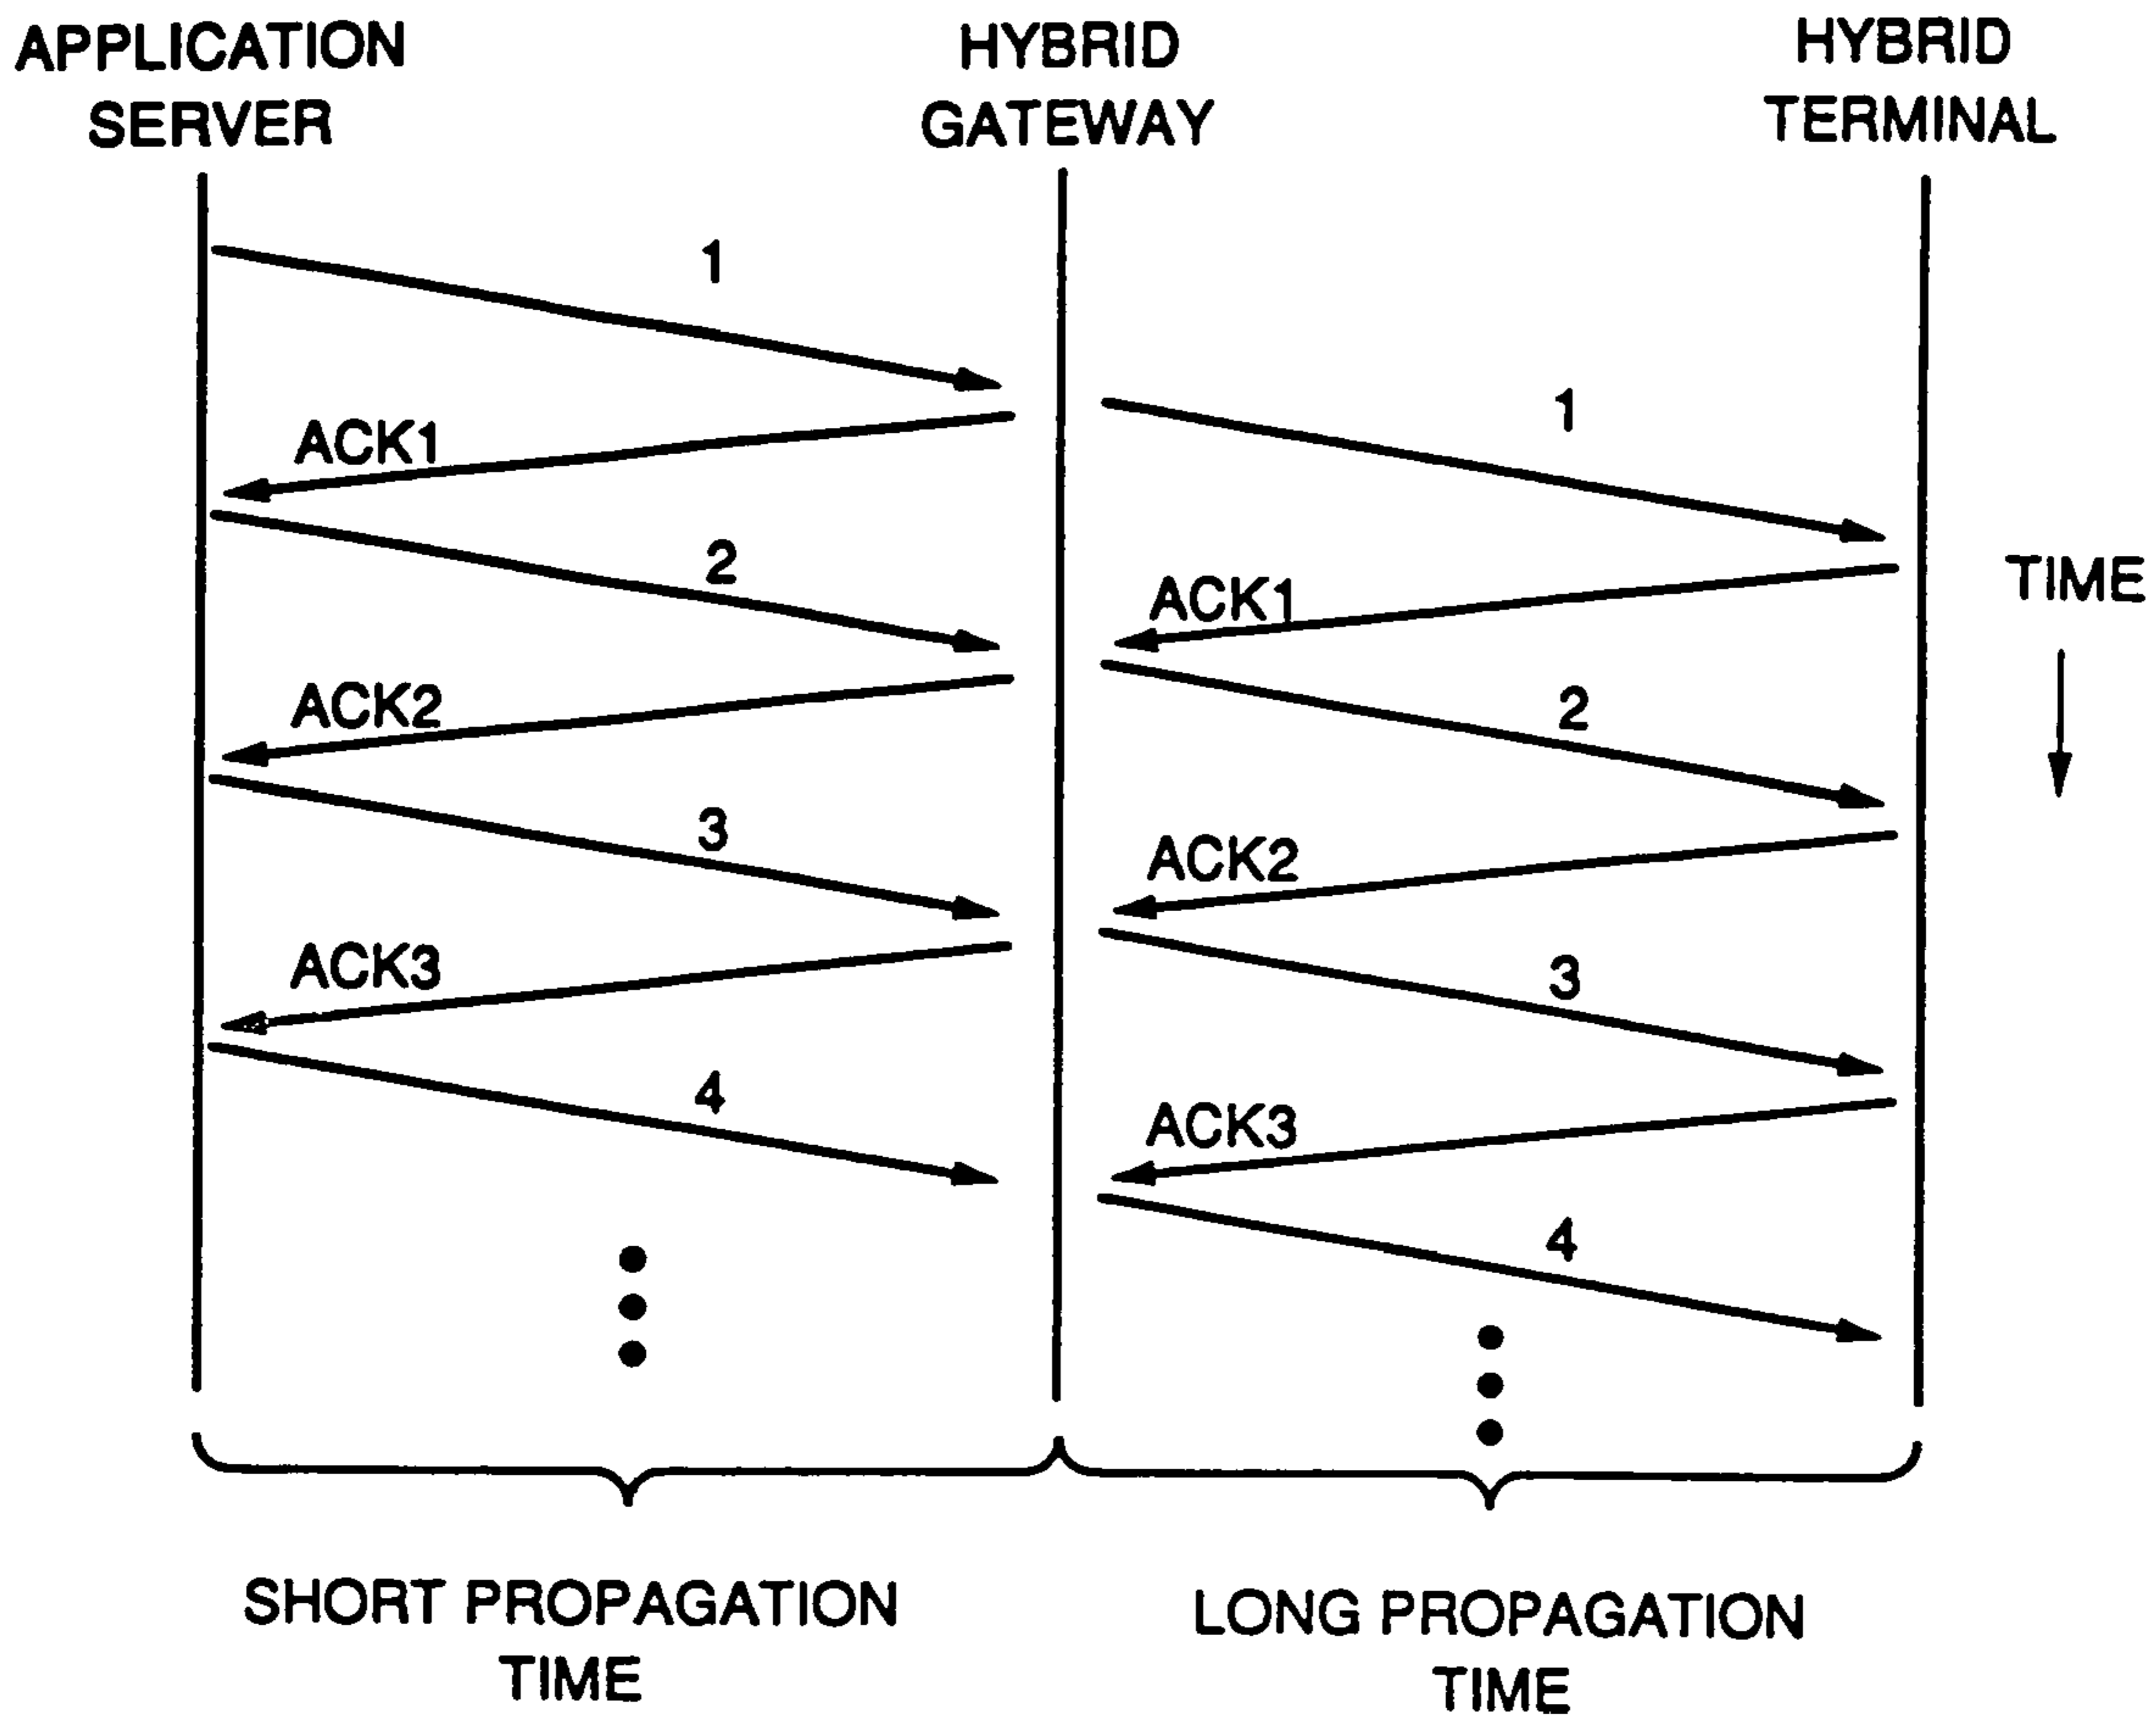 APPLICATION
SERVER
HYBRID
GATEWAY
HYBRID
TERMINAL
1
1
ACK1
2
ACK1
TIME
ACK2
2
3
ACK2
ACK3
3
4
ACK3
4
SHORT PROPAGATION
TIME
LONG PROPAGATION
TIME